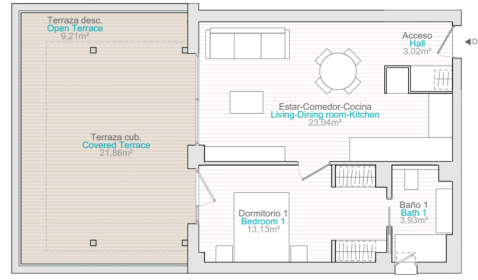 Terraza desc.
Open Terrace
9,21m²
Acceso
Hall
3,02m²
D
Estar-Comedor-Cocina
Living-Dining room-Kitchen
23,04m²
Terraza cub.
Covered Terrace
21,86m²
Dormitorio 1
Bedroom 1
13,13m²
Baño 1
Bath 1
3,93m²